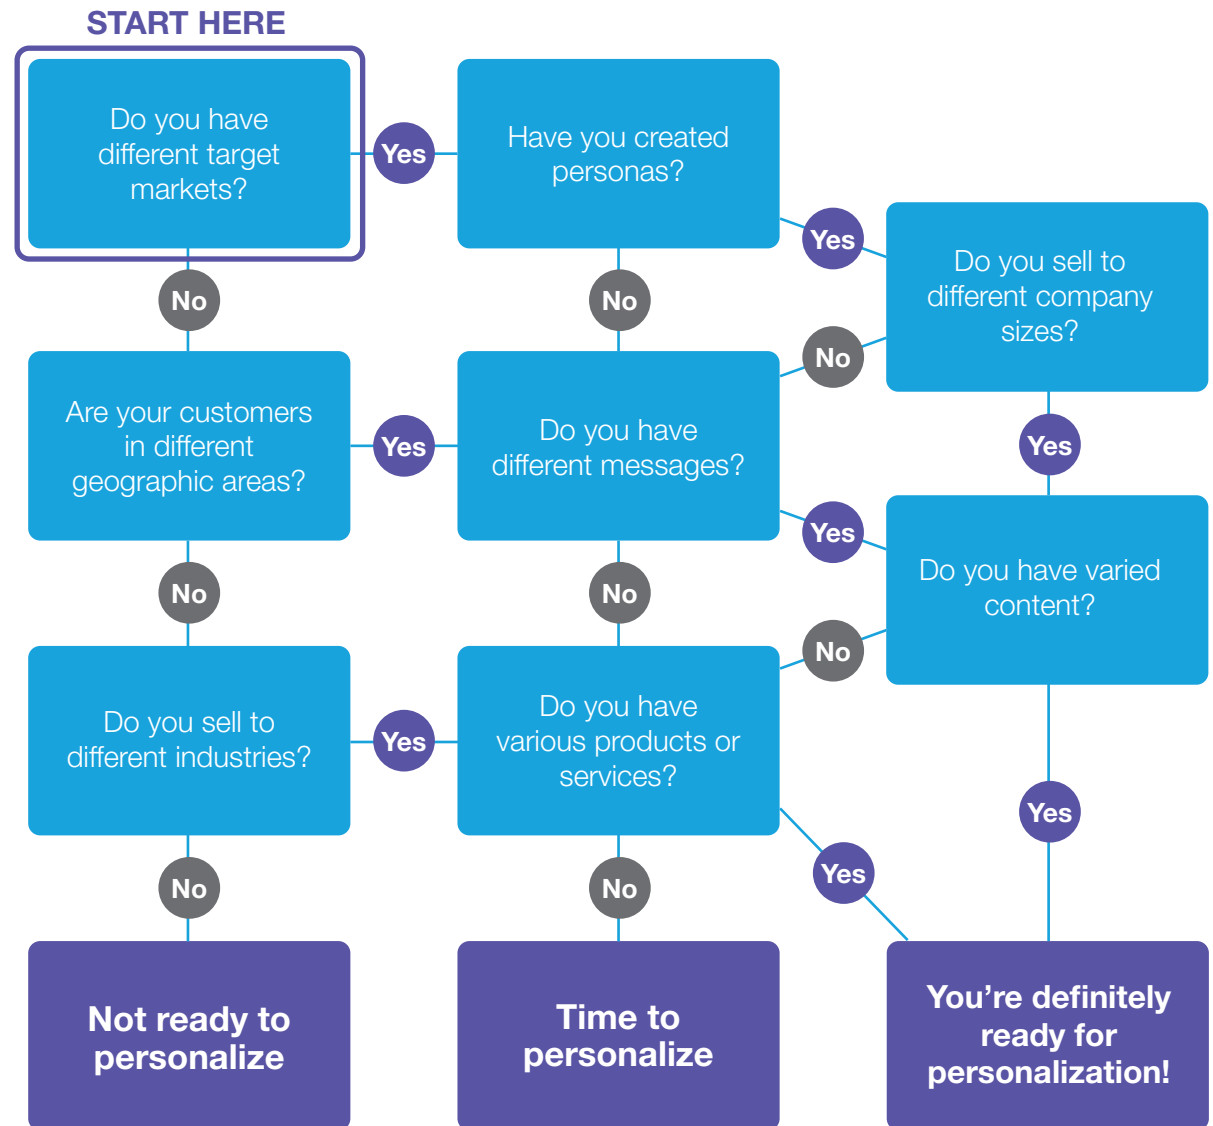 START HERE
Do you have
different target
markets?
Yes
Have you created
personas?
Yes
Do you sell to
different company
sizes?
No
No
No
Are your customers
in different
geographic areas?
Yes
Do you have
different messages?
Yes
Yes
Do you have varied
content?
No
No
No
Do you sell to
different industries?
Yes
Do you have
various products or
services?
Yes
Yes
No
No
Not ready to
personalize
Time to
personalize
You’re definitely
ready for
personalization!